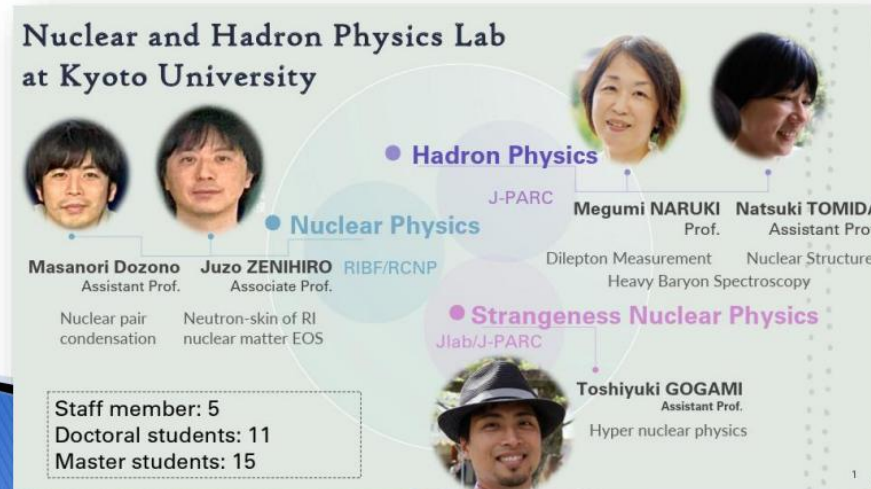 Nuclear and Hadron Physics Lab
at Kyoto University
Hadron Physics
J-PARC
Megumi NARUKI
Prof.
Natsuki TOMIDA
Assistant Prof
Dilepton Measurement
Nuclear Structure
Heavy Baryon Spectroscopy
Nuclear Physics
RIBF/RCNP
Masanori Dozono
Assistant Prof.
Juzo ZENIHIRO
Associate Prof.
Nuclear pair
condensation
Neutron-skin of RI
nuclear matter EOS
Strangeness Nuclear Physics
Jlab/J-PARC
Toshiyuki GOGAMI
Assistant Prof.
Hyper nuclear physics
Staff member: 5
Doctoral students: 11
Master students: 15
1